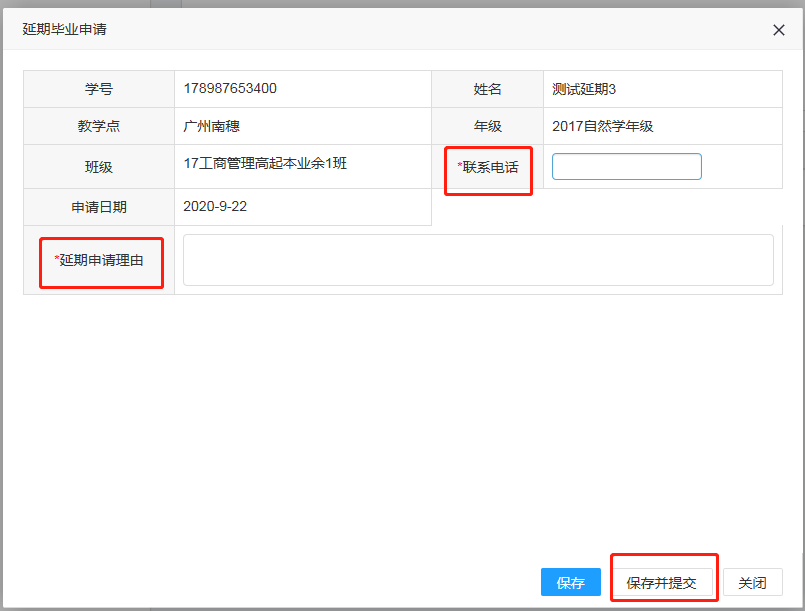 延期毕业申请
学号 178987653400 姓名 测试延期3
教学点 广州南穗 年级 2017自然学年级
班级 17工商管理高起本业余1班 *联系电话
申请日期 2020-9-22
*延期申请理由
保存 保存并提交 关闭